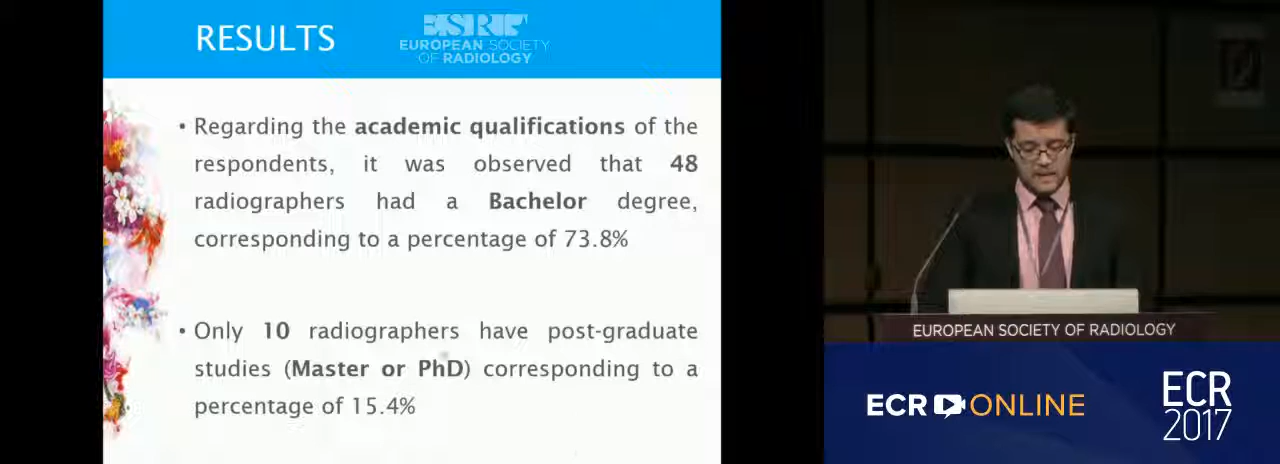 RESULTS
ESR
EUROPEAN SOCIETY
OF RADIOLOGY
• Regarding the academic qualifications of the
respondents, it was observed that 48
radiographers had a Bachelor degree,
corresponding to a percentage of 73.8%
• Only 10 radiographers have post-graduate
studies (Master or PhD) corresponding to a
percentage of 15.4%
EUROPEAN SOCIETY OF RADIOLOGY
ECR ONLINE
ECR
2017